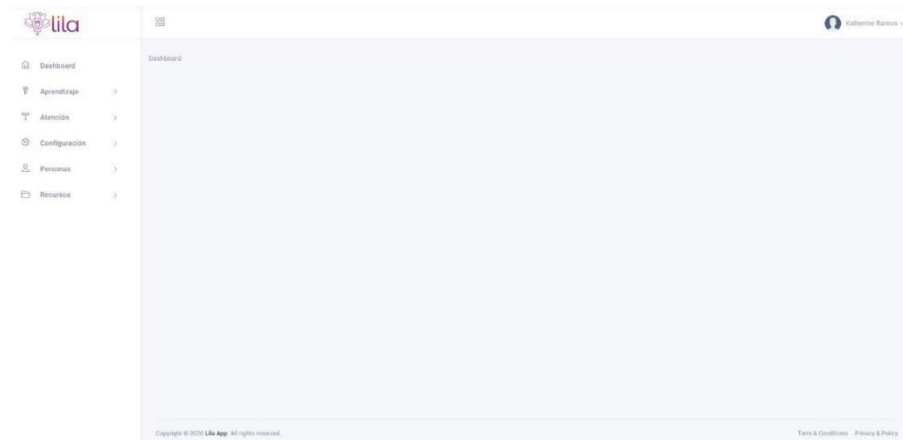 lila
Katherine Ramos
Dashboard
Aprendizaje
Atención
Configuración
Personas
Recursos
Dashboard
Copyright © 2020 Lila App. All rights reserved.
Term & Conditions Privacy & Policy